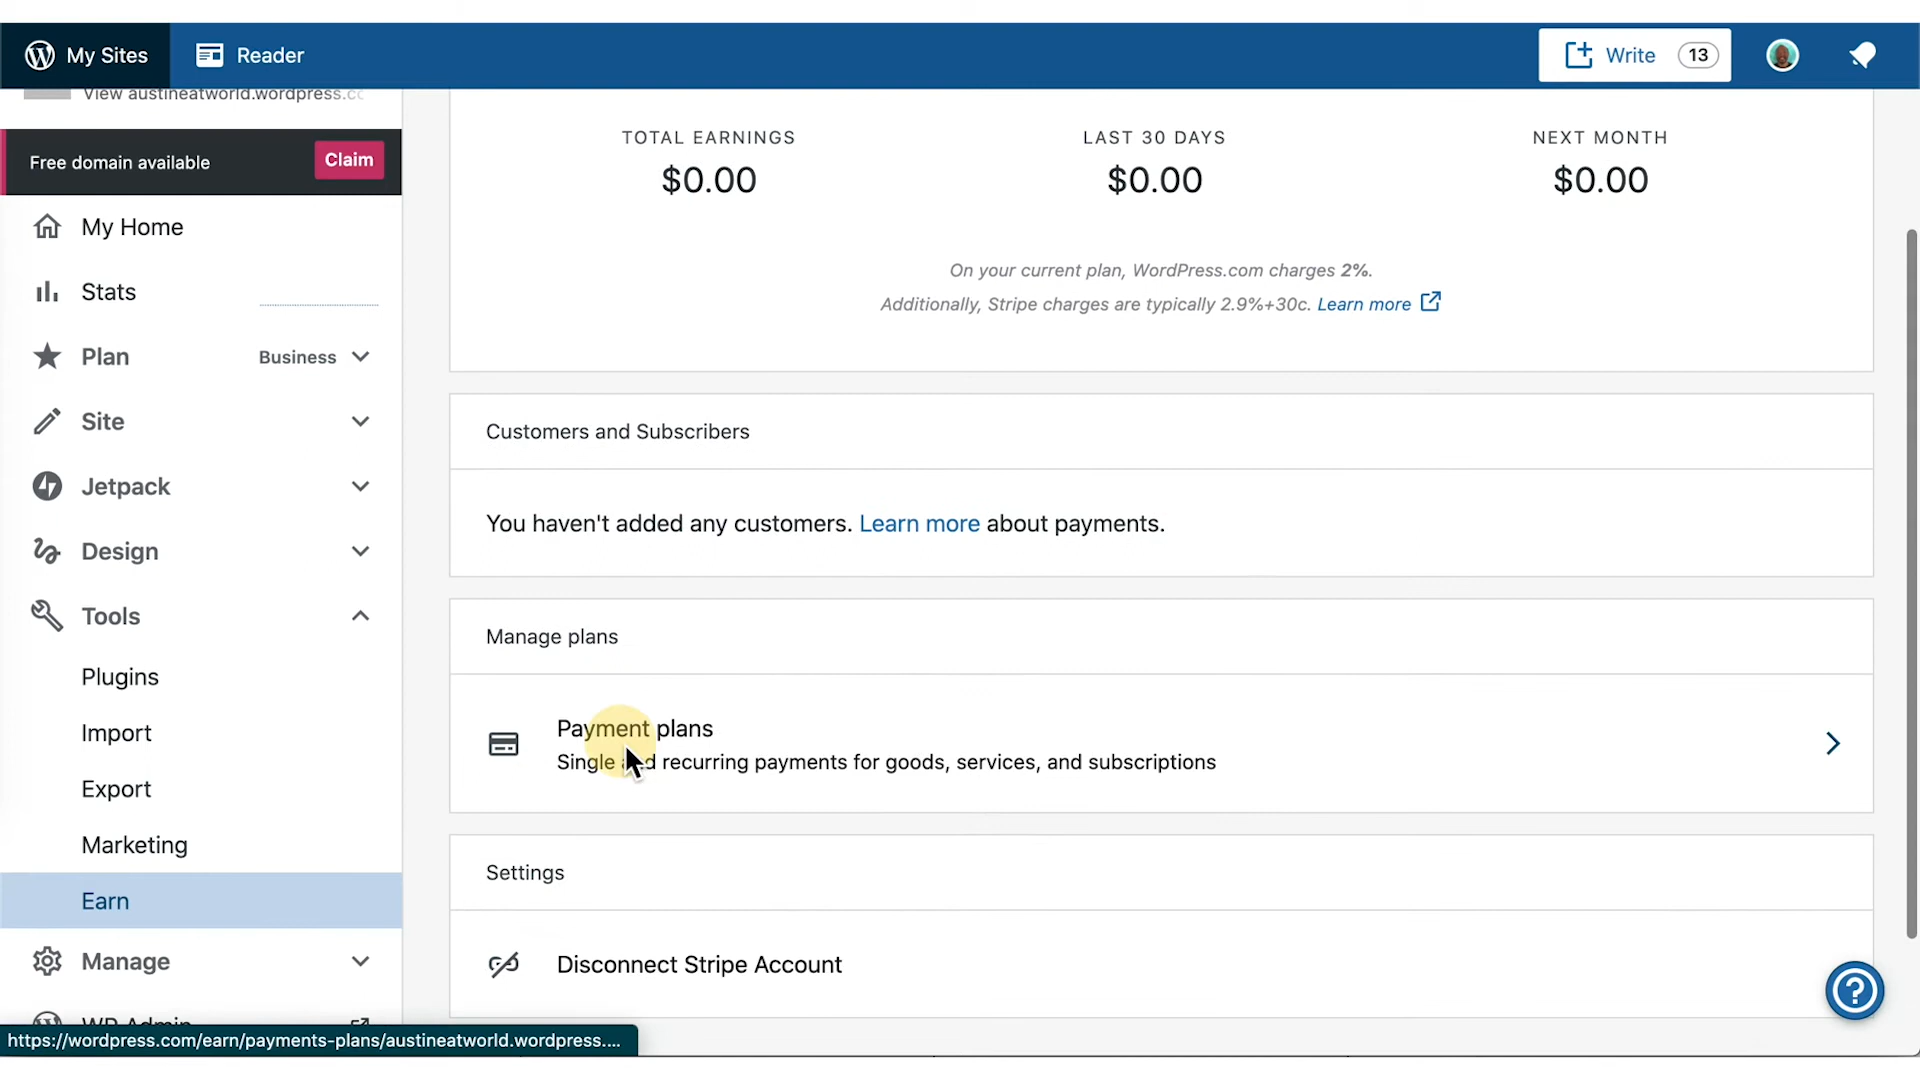 My Sites
Reader
Write 13
View austineatworld.wordpress.cc
Free domain available
Claim
My Home
Stats
Plan Business
Site
Jetpack
Design
Tools
Plugins
Import
Export
Marketing
Earn
Manage
WP Admin
https://wordpress.com/earn/payments-plans/austineatworld.wordpress....
TOTAL EARNINGS
$0.00
LAST 30 DAYS
$0.00
NEXT MONTH
$0.00
On your current plan, WordPress.com charges 2%.
Additionally, Stripe charges are typically 2.9%+30c. Learn more
Customers and Subscribers
You haven't added any customers. Learn more about payments.
Manage plans
Payment plans
Single and recurring payments for goods, services, and subscriptions
Settings
Disconnect Stripe Account